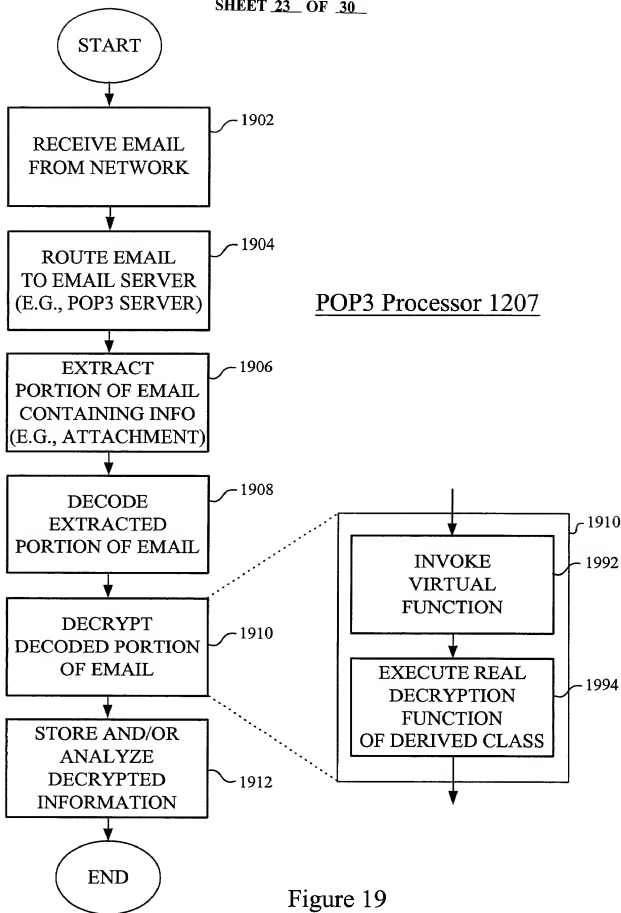 SHEET 23 OF 30
START
RECEIVE EMAIL
FROM NETWORK
1902
ROUTE EMAIL
TO EMAIL SERVER
(E.G., POP3 SERVER)
1904
POP3 Processor 1207
EXTRACT
PORTION OF EMAIL
CONTAINING INFO
(E.G., ATTACHMENT)
1906
DECODE
EXTRACTED
PORTION OF EMAIL
1908
DECRYPT
DECODED PORTION
OF EMAIL
1910
STORE AND/OR
ANALYZE
DECRYPTED
INFORMATION
1912
END
1910
INVOKE
VIRTUAL
FUNCTION
1992
EXECUTE REAL
DECRYPTION
FUNCTION
OF DERIVED CLASS
1994
Figure 19